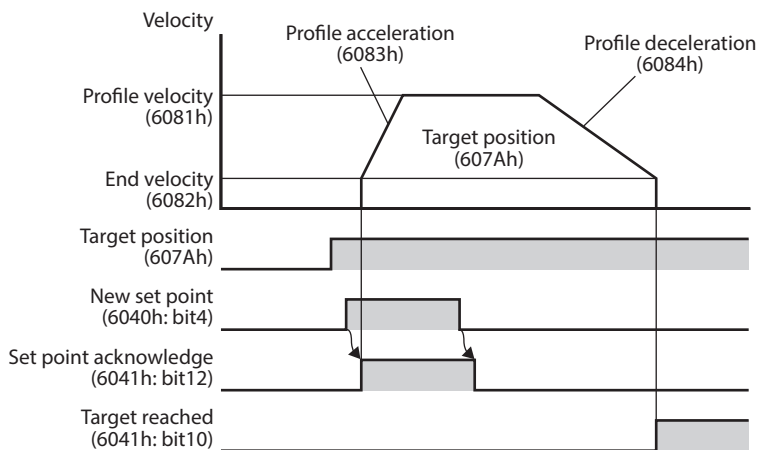 Velocity
Profile acceleration
(6083h)
Profile deceleration
(6084h)
Profile velocity
(6081h)
Target position
(607Ah)
End velocity
(6082h)
Target position
(607Ah)
New set point
(6040h: bit4)
Set point acknowledge
(6041h: bit12)
Target reached
(6041h: bit10)